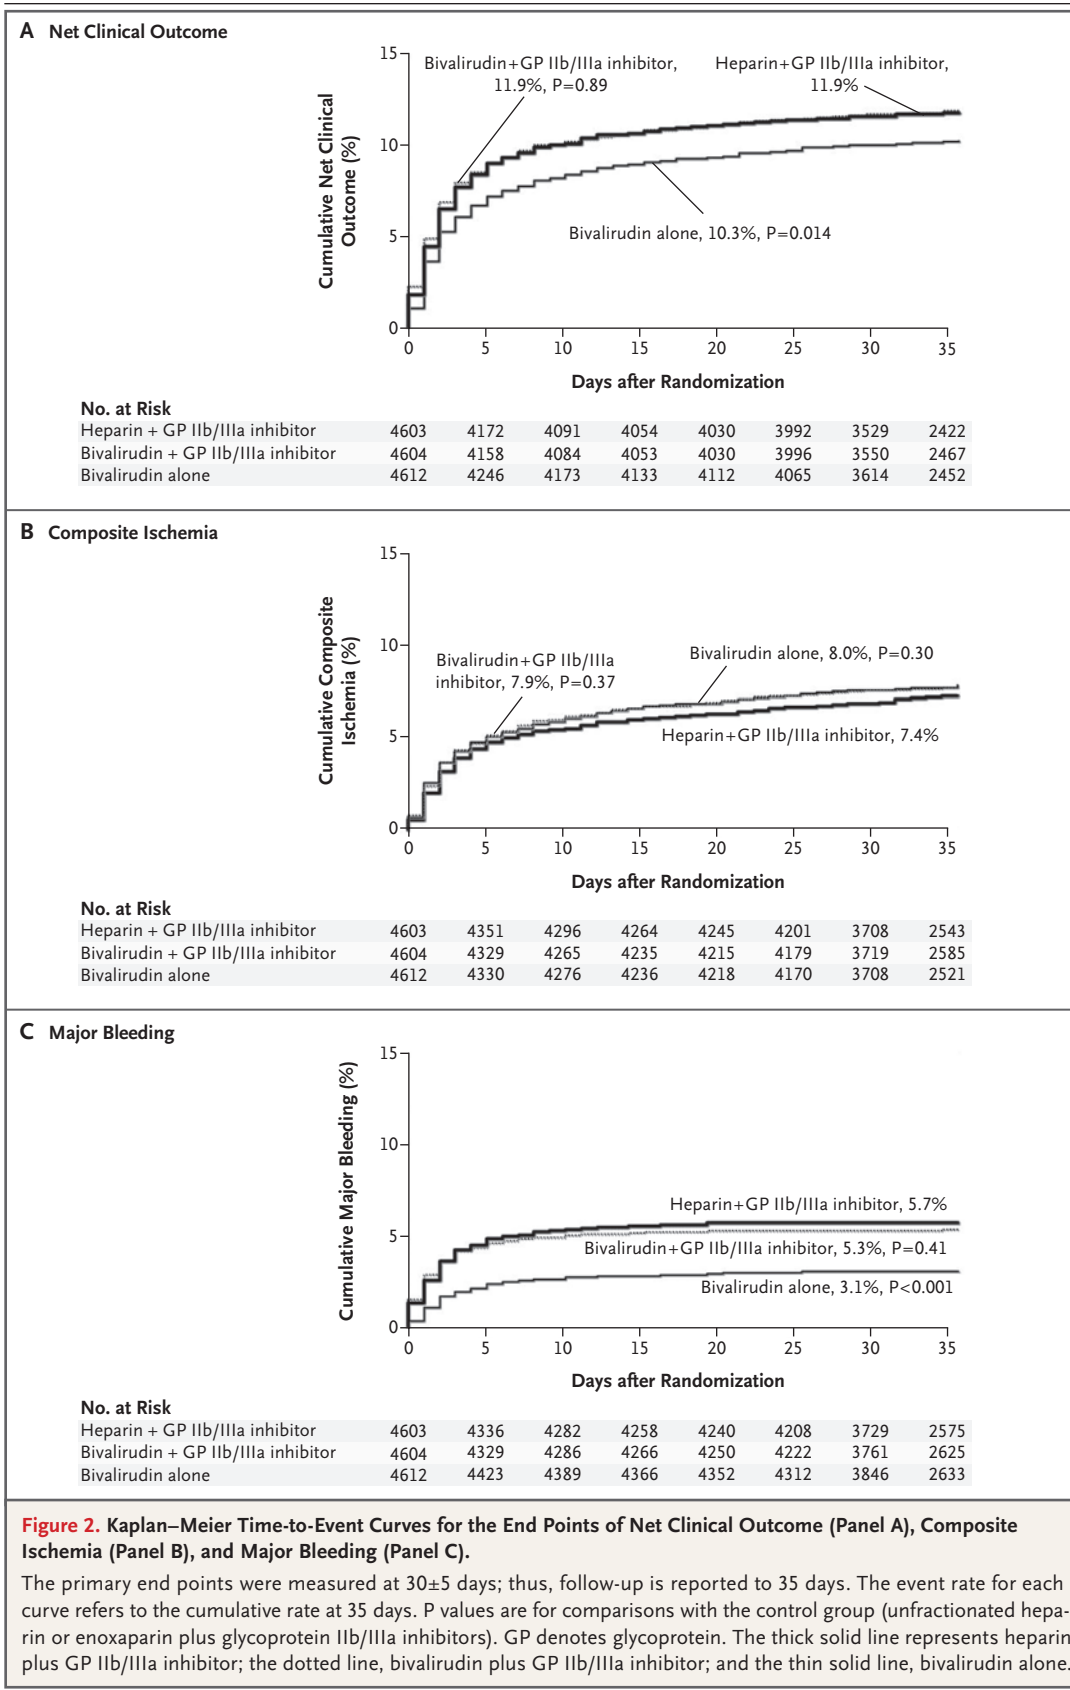 A Net Clinical Outcome
15
Bivalirudin+GP IIb/IIIa inhibitor,
11.9%, P=0.89
Heparin+GP IIb/IIIa inhibitor,
11.9%
Cumulative Net Clinical
Outcome (%)
10
Bivalirudin alone, 10.3%, P=0.014
5
0
0 5 10 15 20 25 30 35
Days after Randomization
No. at Risk
Heparin + GP IIb/IIIa inhibitor 4603 4172 4091 4054 4030 3992 3529 2422
Bivalirudin + GP IIb/IIIa inhibitor 4604 4158 4084 4053 4030 3996 3550 2467
Bivalirudin alone 4612 4246 4173 4133 4112 4065 3614 2452
B Composite Ischemia
15
Cumulative Composite
Ischemia (%)
10
Bivalirudin+GP IIb/IIIa
inhibitor, 7.9%, P=0.37
Bivalirudin alone, 8.0%, P=0.30
5
Heparin+GP IIb/IIIa inhibitor, 7.4%
0
0 5 10 15 20 25 30 35
Days after Randomization
No. at Risk
Heparin + GP IIb/IIIa inhibitor 4603 4351 4296 4264 4245 4201 3708 2543
Bivalirudin + GP IIb/IIIa inhibitor 4604 4329 4265 4235 4215 4179 3719 2585
Bivalirudin alone 4612 4330 4276 4236 4218 4170 3708 2521
C Major Bleeding
15
Cumulative Major Bleeding (%)
10
Heparin+GP IIb/IIIa inhibitor, 5.7%
5
Bivalirudin+GP IIb/IIIa inhibitor, 5.3%, P=0.41
Bivalirudin alone, 3.1%, P<0.001
0
0 5 10 15 20 25 30 35
Days after Randomization
No. at Risk
Heparin + GP IIb/IIIa inhibitor 4603 4336 4282 4258 4240 4208 3729 2575
Bivalirudin + GP IIb/IIIa inhibitor 4604 4329 4286 4266 4250 4222 3761 2625
Bivalirudin alone 4612 4423 4389 4366 4352 4312 3846 2633
Figure 2. Kaplan–Meier Time-to-Event Curves for the End Points of Net Clinical Outcome (Panel A), Composite
Ischemia (Panel B), and Major Bleeding (Panel C).
The primary end points were measured at 30±5 days; thus, follow-up is reported to 35 days. The event rate for each
curve refers to the cumulative rate at 35 days. P values are for comparisons with the control group (unfractionated hepa-
rin or enoxaparin plus glycoprotein IIb/IIIa inhibitors). GP denotes glycoprotein. The thick solid line represents heparin
plus GP IIb/IIIa inhibitor; the dotted line, bivalirudin plus GP IIb/IIIa inhibitor; and the thin solid line, bivalirudin alone.